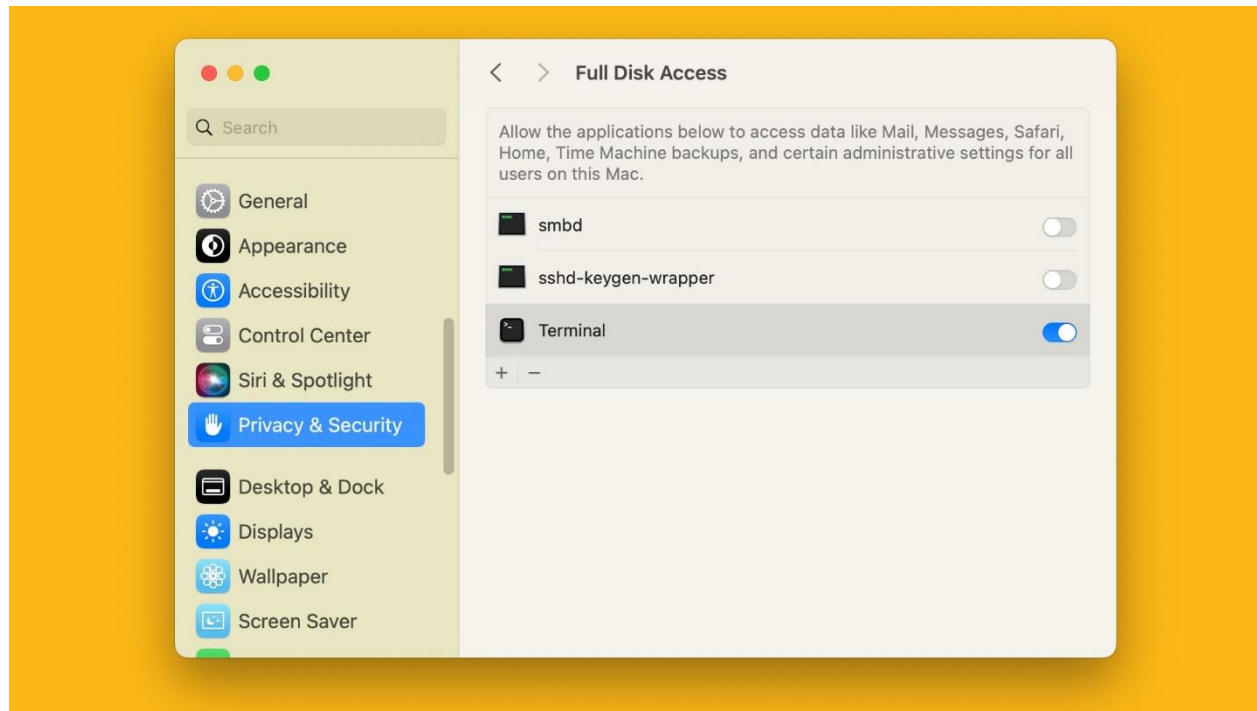 Search
General
Appearance
Accessibility
Control Center
Siri & Spotlight
Privacy & Security
Desktop & Dock
Displays
Wallpaper
Screen Saver
Full Disk Access
Allow the applications below to access data like Mail, Messages, Safari,
Home, Time Machine backups, and certain administrative settings for all
users on this Mac.
smbd
sshd-keygen-wrapper
Terminal